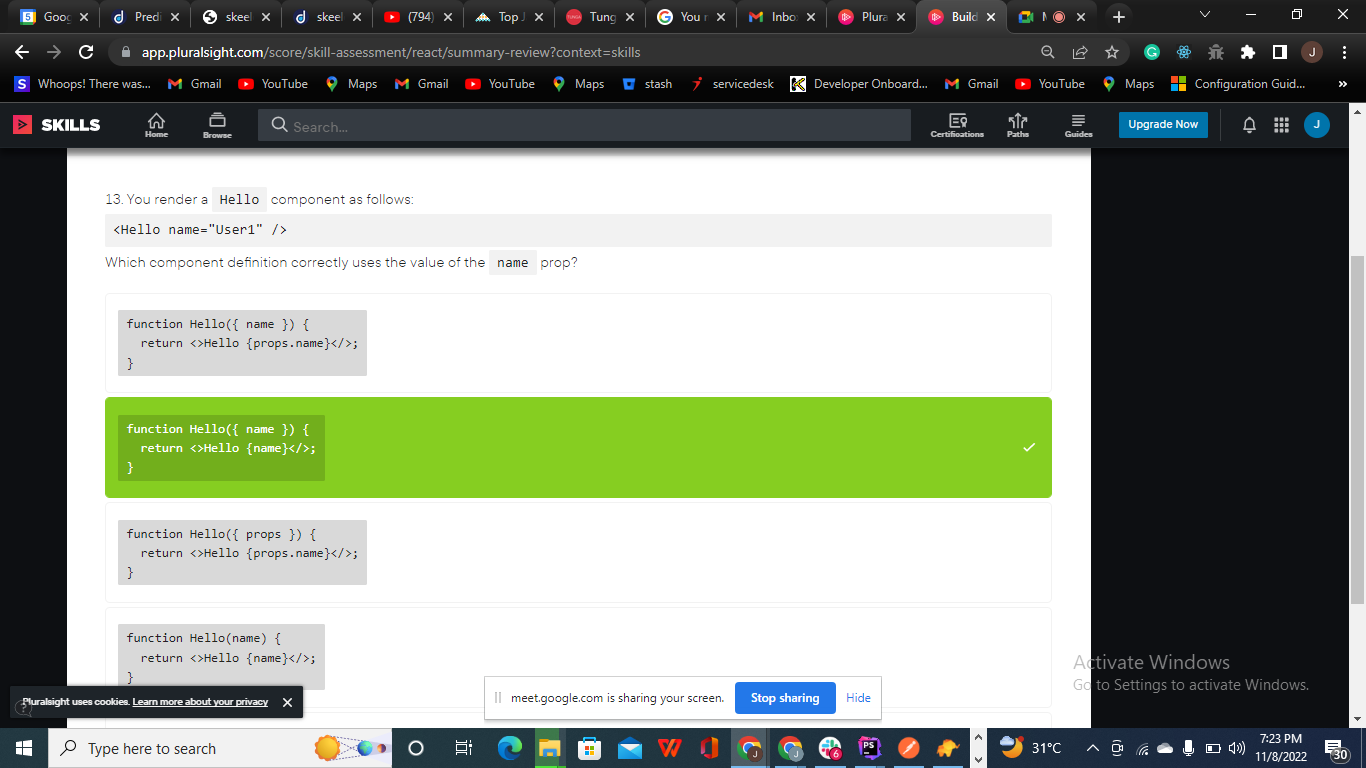 Goog
Predi
skeel
skeel
(794)
Top J
Tung
You r
Inbo
Plura
Build
app.pluralsight.com/score/skill-assessment/react/summary-review?context=skills
J
S Whoops! There was...
Gmail
YouTube
Maps
Gmail
YouTube
Maps
stash
servicedesk
Developer Onboard...
Gmail
YouTube
Maps
Configuration Guid...
»
SKILLS
Home
Browse
Search...
Certifications
Paths
Guides
Upgrade Now
J
13. You render a Hello component as follows:
<Hello name="User1" />
Which component definition correctly uses the value of the name prop?
function Hello({ name }) {
return <>Hello {props.name}</>;
}
function Hello({ name }) {
return <>Hello {name}</>;
}
function Hello({ props }) {
return <>Hello {props.name}</>;
}
function Hello(name) {
return <>Hello {name}</>;
}
Activate Windows
Go to Settings to activate Windows.
Pluralsight uses cookies. Learn more about your privacy
meet.google.com is sharing your screen.
Stop sharing
Hide
Type here to search
31°C
7:23 PM
11/8/2022
30